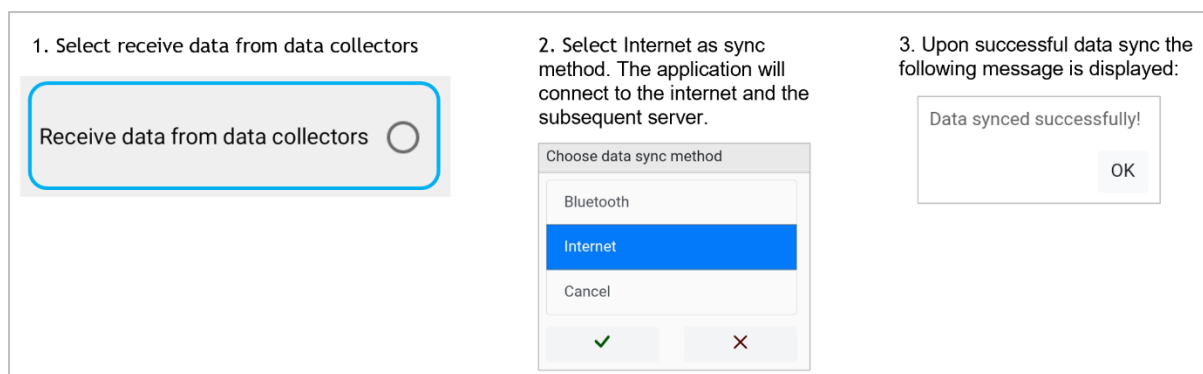 1. Select receive data from data collectors
Receive data from data collectors
2. Select Internet as sync
method. The application will
connect to the internet and the
subsequent server.
Choose data sync method
Bluetooth
Internet
Cancel
3. Upon successful data sync the
following message is displayed:
Data synced successfully!
OK